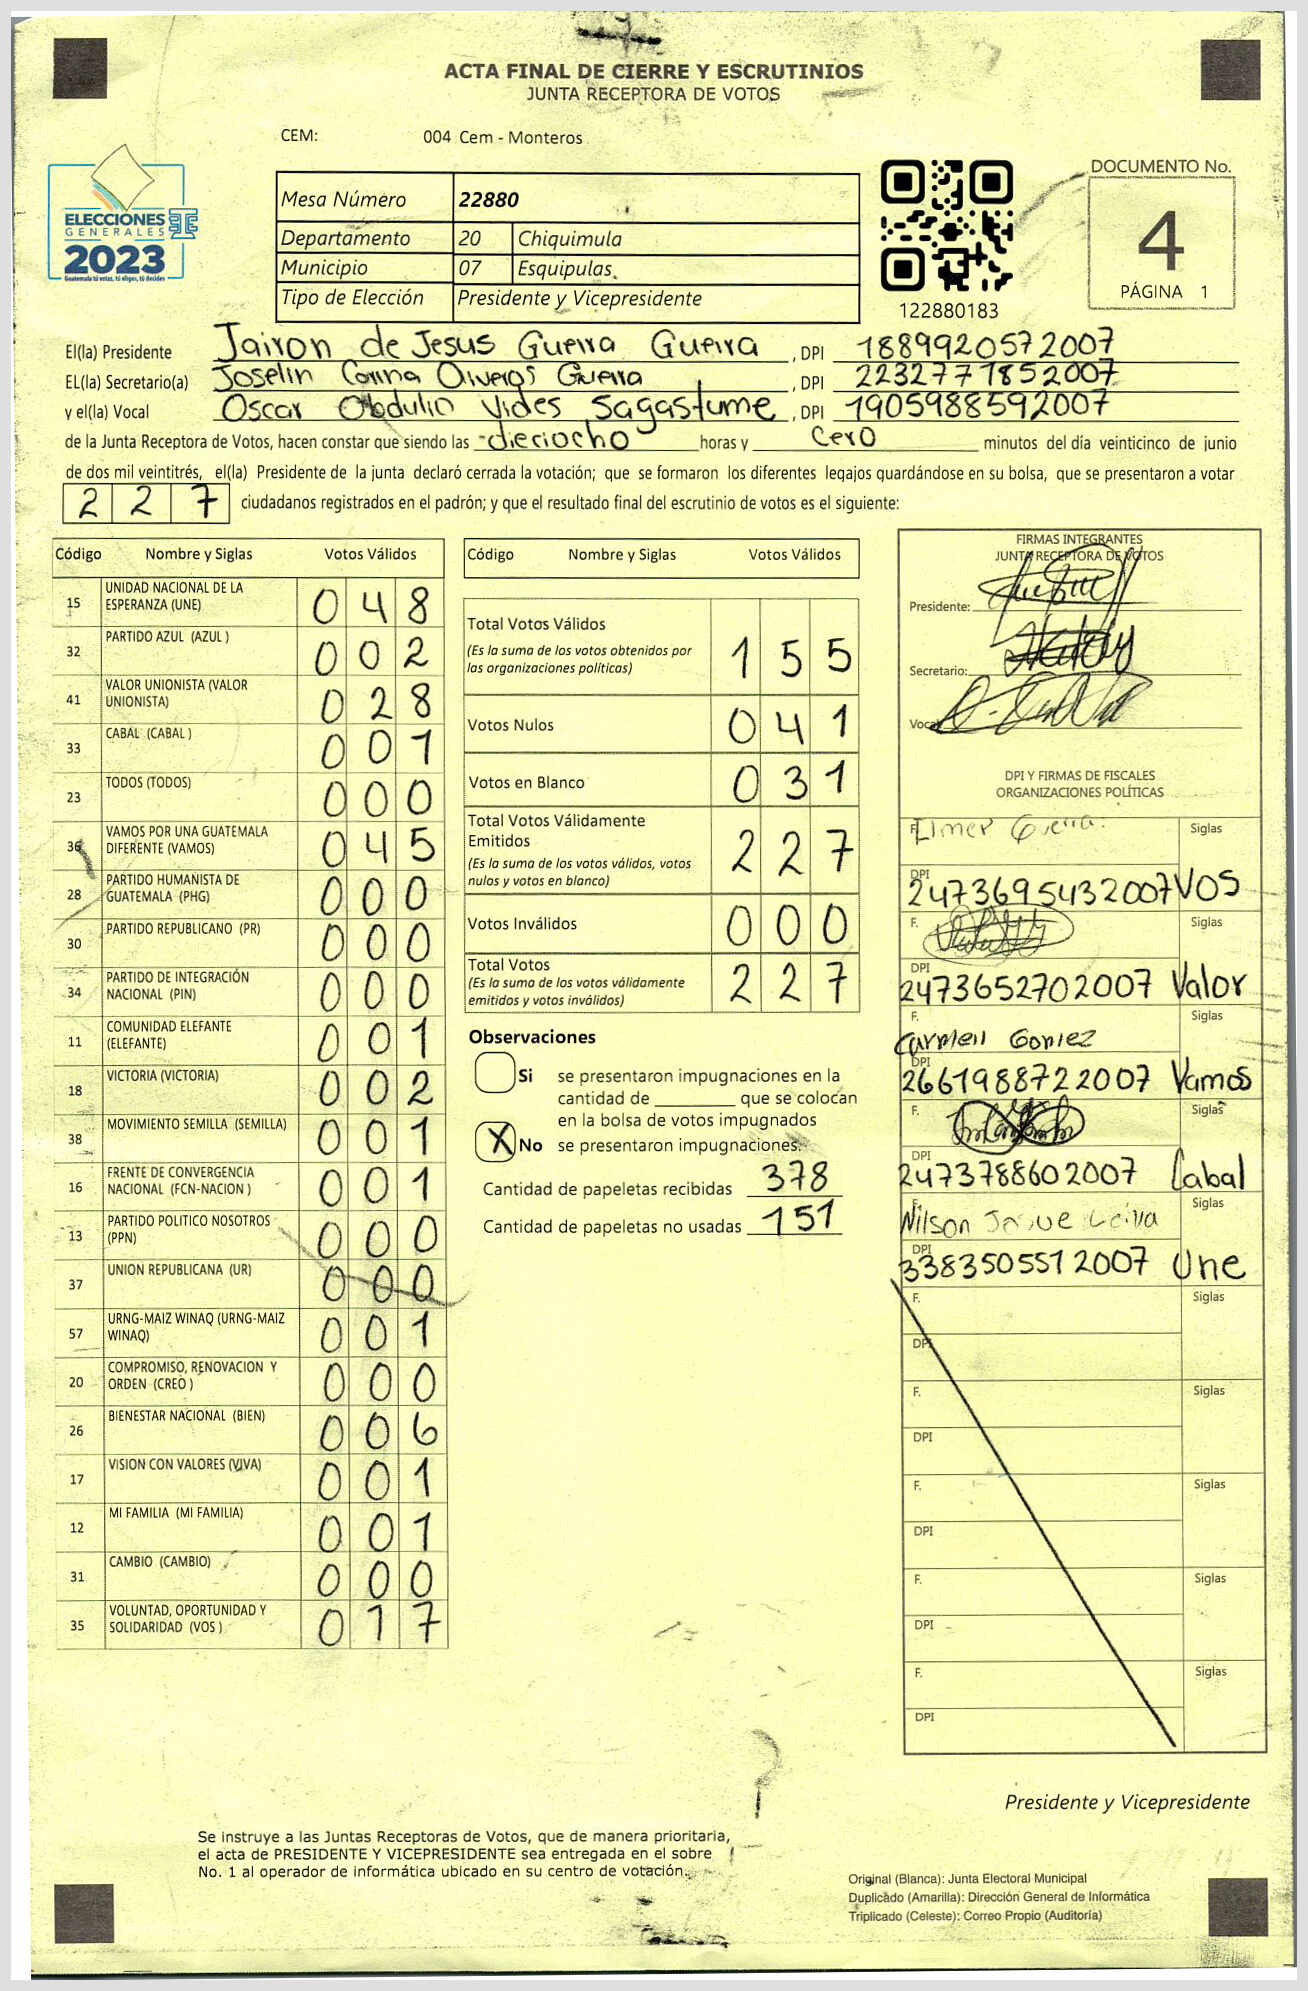 ACTA FINAL DE CIERRE Y ESCRUTINIOS
JUNTA RECEPTORA DE VOTOS
CEM: 004 Cem - Monteros
ELECCIONES
GENERALES
2023
Guatemala tú votas, tú eliges, tú decides
Mesa Número 22880
Departamento 20 Chiquimula
Municipio 07 Esquipulas
Tipo de Elección Presidente y Vicepresidente
122880183
DOCUMENTO No.
4
PÁGINA 1
El(la) Presidente Jairon de Jesus Guerra Guerra , DPI 1889920572007
EL(la) Secretario(a) Joselin Corina Oliveros Guerra , DPI 2232771852007
y el(la) Vocal Oscar Obdulio Vides Sagastume , DPI 1905988592007
de la Junta Receptora de Votos, hacen constar que siendo las dieciocho horas y cero minutos del día veinticinco de junio
de dos mil veintitrés, el(la) Presidente de la junta declaró cerrada la votación; que se formaron los diferentes legajos quardándose en su bolsa, que se presentaron a votar
2 2 7 ciudadanos registrados en el padrón; y que el resultado final del escrutinio de votos es el siguiente:
Código Nombre y Siglas Votos Válidos
15 UNIDAD NACIONAL DE LA ESPERANZA (UNE) 0 4 8
32 PARTIDO AZUL (AZUL ) 0 0 2
41 VALOR UNIONISTA (VALOR UNIONISTA) 0 2 8
33 CABAL (CABAL ) 0 0 1
23 TODOS (TODOS) 0 0 0
36 VAMOS POR UNA GUATEMALA DIFERENTE (VAMOS) 0 4 5
28 PARTIDO HUMANISTA DE GUATEMALA (PHG) 0 0 0
30 PARTIDO REPUBLICANO (PR) 0 0 0
34 PARTIDO DE INTEGRACIÓN NACIONAL (PIN) 0 0 0
11 COMUNIDAD ELEFANTE (ELEFANTE) 0 0 1
18 VICTORIA (VICTORIA) 0 0 2
38 MOVIMIENTO SEMILLA (SEMILLA) 0 0 1
16 FRENTE DE CONVERGENCIA NACIONAL (FCN-NACION ) 0 0 1
13 PARTIDO POLITICO NOSOTROS (PPN) 0 0 0
37 UNION REPUBLICANA (UR) 0 0 0
57 URNG-MAIZ WINAQ (URNG-MAIZ WINAQ) 0 0 1
20 COMPROMISO, RENOVACION Y ORDEN (CREO ) 0 0 0
26 BIENESTAR NACIONAL (BIEN) 0 0 6
17 VISION CON VALORES (VIVA) 0 0 1
12 MI FAMILIA (MI FAMILIA) 0 0 1
31 CAMBIO (CAMBIO) 0 0 0
35 VOLUNTAD, OPORTUNIDAD Y SOLIDARIDAD (VOS ) 0 1 7
Código Nombre y Siglas Votos Válidos
Total Votos Válidos
(Es la suma de los votos obtenidos por las organizaciones políticas) 1 5 5
Votos Nulos 0 4 1
Votos en Blanco 0 3 1
Total Votos Válidamente Emitidos
(Es la suma de los votos válidos, votos nulos y votos en blanco) 2 2 7
Votos Inválidos 0 0 0
Total Votos
(Es la suma de los votos válidamente emitidos y votos inválidos) 2 2 7
Observaciones
Si se presentaron impugnaciones en la
cantidad de ________ que se colocan
en la bolsa de votos impugnados
X No se presentaron impugnaciones.
Cantidad de papeletas recibidas 378
Cantidad de papeletas no usadas 151
FIRMAS INTEGRANTES
JUNTA RECEPTORA DE VOTOS
Presidente:
Secretario:
Vocal
DPI Y FIRMAS DE FISCALES
ORGANIZACIONES POLÍTICAS
F. Elmer Guerra. Siglas
DPI 2473695432007 VOS
F. Siglas
DPI 2473652702007 Valor
F. Carmen Gomez Siglas
DPI 2661988722007 Vamos
F. Siglas
DPI 2473788602007 Cabal
F. Nilson Josue Leiva Siglas
DPI 3383505512007 Une
F. Siglas
DPI
F. Siglas
DPI
F. Siglas
DPI
F. Siglas
DPI
F. Siglas
DPI
Presidente y Vicepresidente
Se instruye a las Juntas Receptoras de Votos, que de manera prioritaria,
el acta de PRESIDENTE Y VICEPRESIDENTE sea entregada en el sobre
No. 1 al operador de informática ubicado en su centro de votación.
Original (Blanca): Junta Electoral Municipal
Duplicado (Amarilla): Dirección General de Informática
Triplicado (Celeste): Correo Propio (Auditoría)